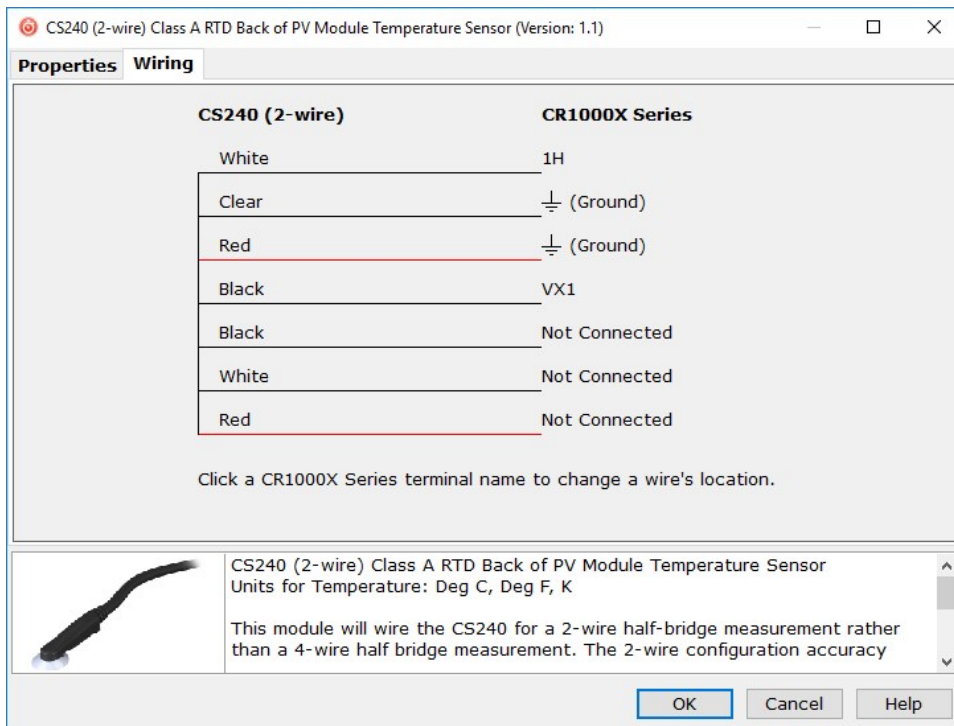 CS240 (2-wire) Class A RTD Back of PV Module Temperature Sensor (Version: 1.1)
Properties Wiring
CS240 (2-wire) CR1000X Series
White 1H
Clear ⏚ (Ground)
Red ⏚ (Ground)
Black VX1
Black Not Connected
White Not Connected
Red Not Connected
Click a CR1000X Series terminal name to change a wire's location.
CS240 (2-wire) Class A RTD Back of PV Module Temperature Sensor
Units for Temperature: Deg C, Deg F, K
This module will wire the CS240 for a 2-wire half-bridge measurement rather
than a 4-wire half bridge measurement. The 2-wire configuration accuracy
OK Cancel Help